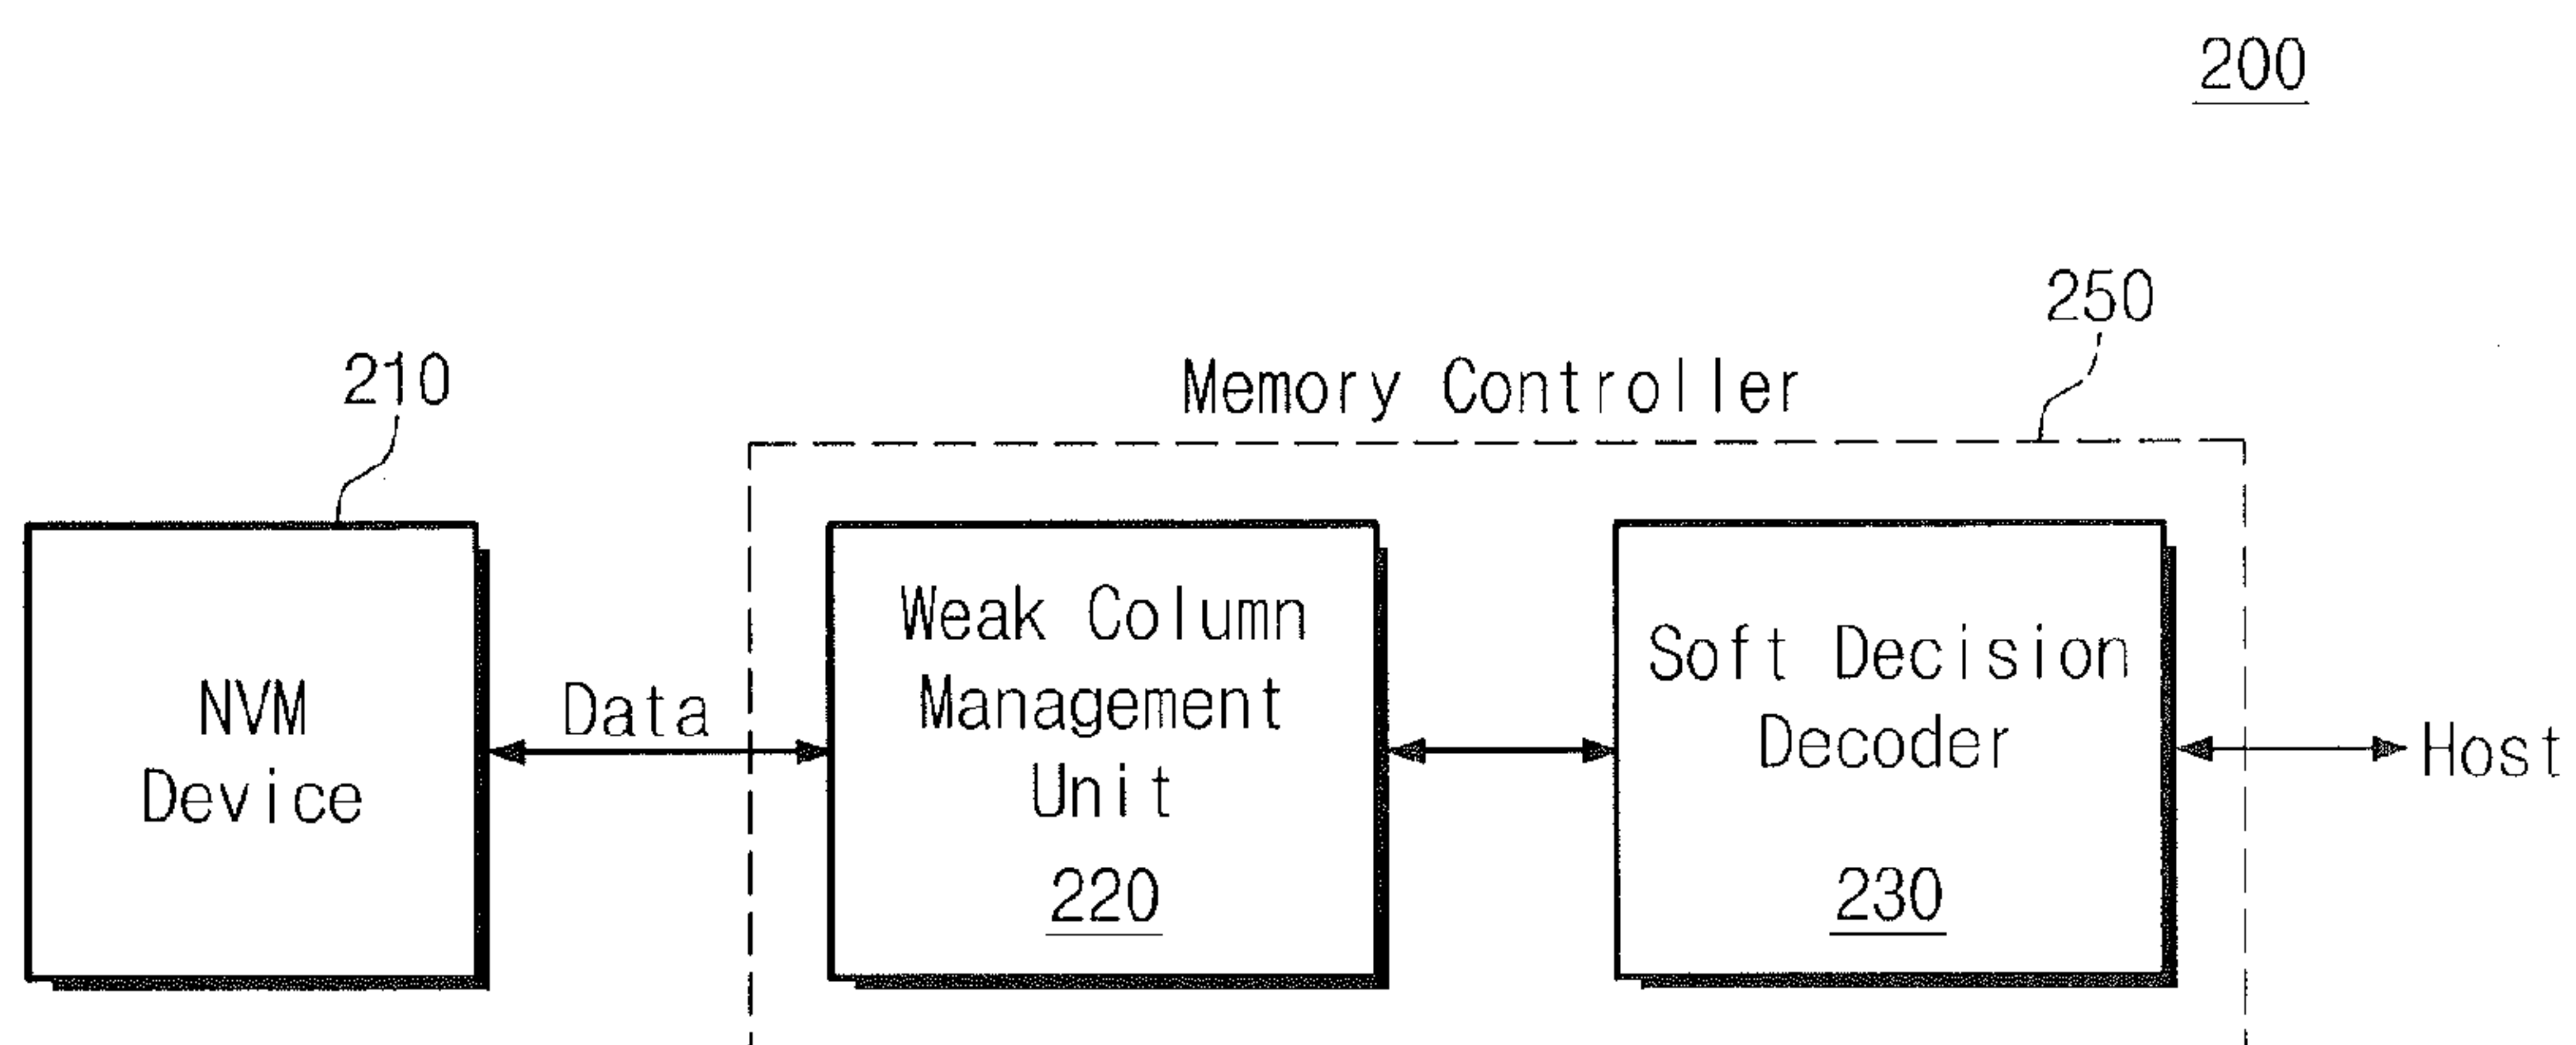 200
250
210
Memory Controller
NVM
Device
Data
Weak Column
Management
Unit
220
Soft Decision
Decoder
230
Host